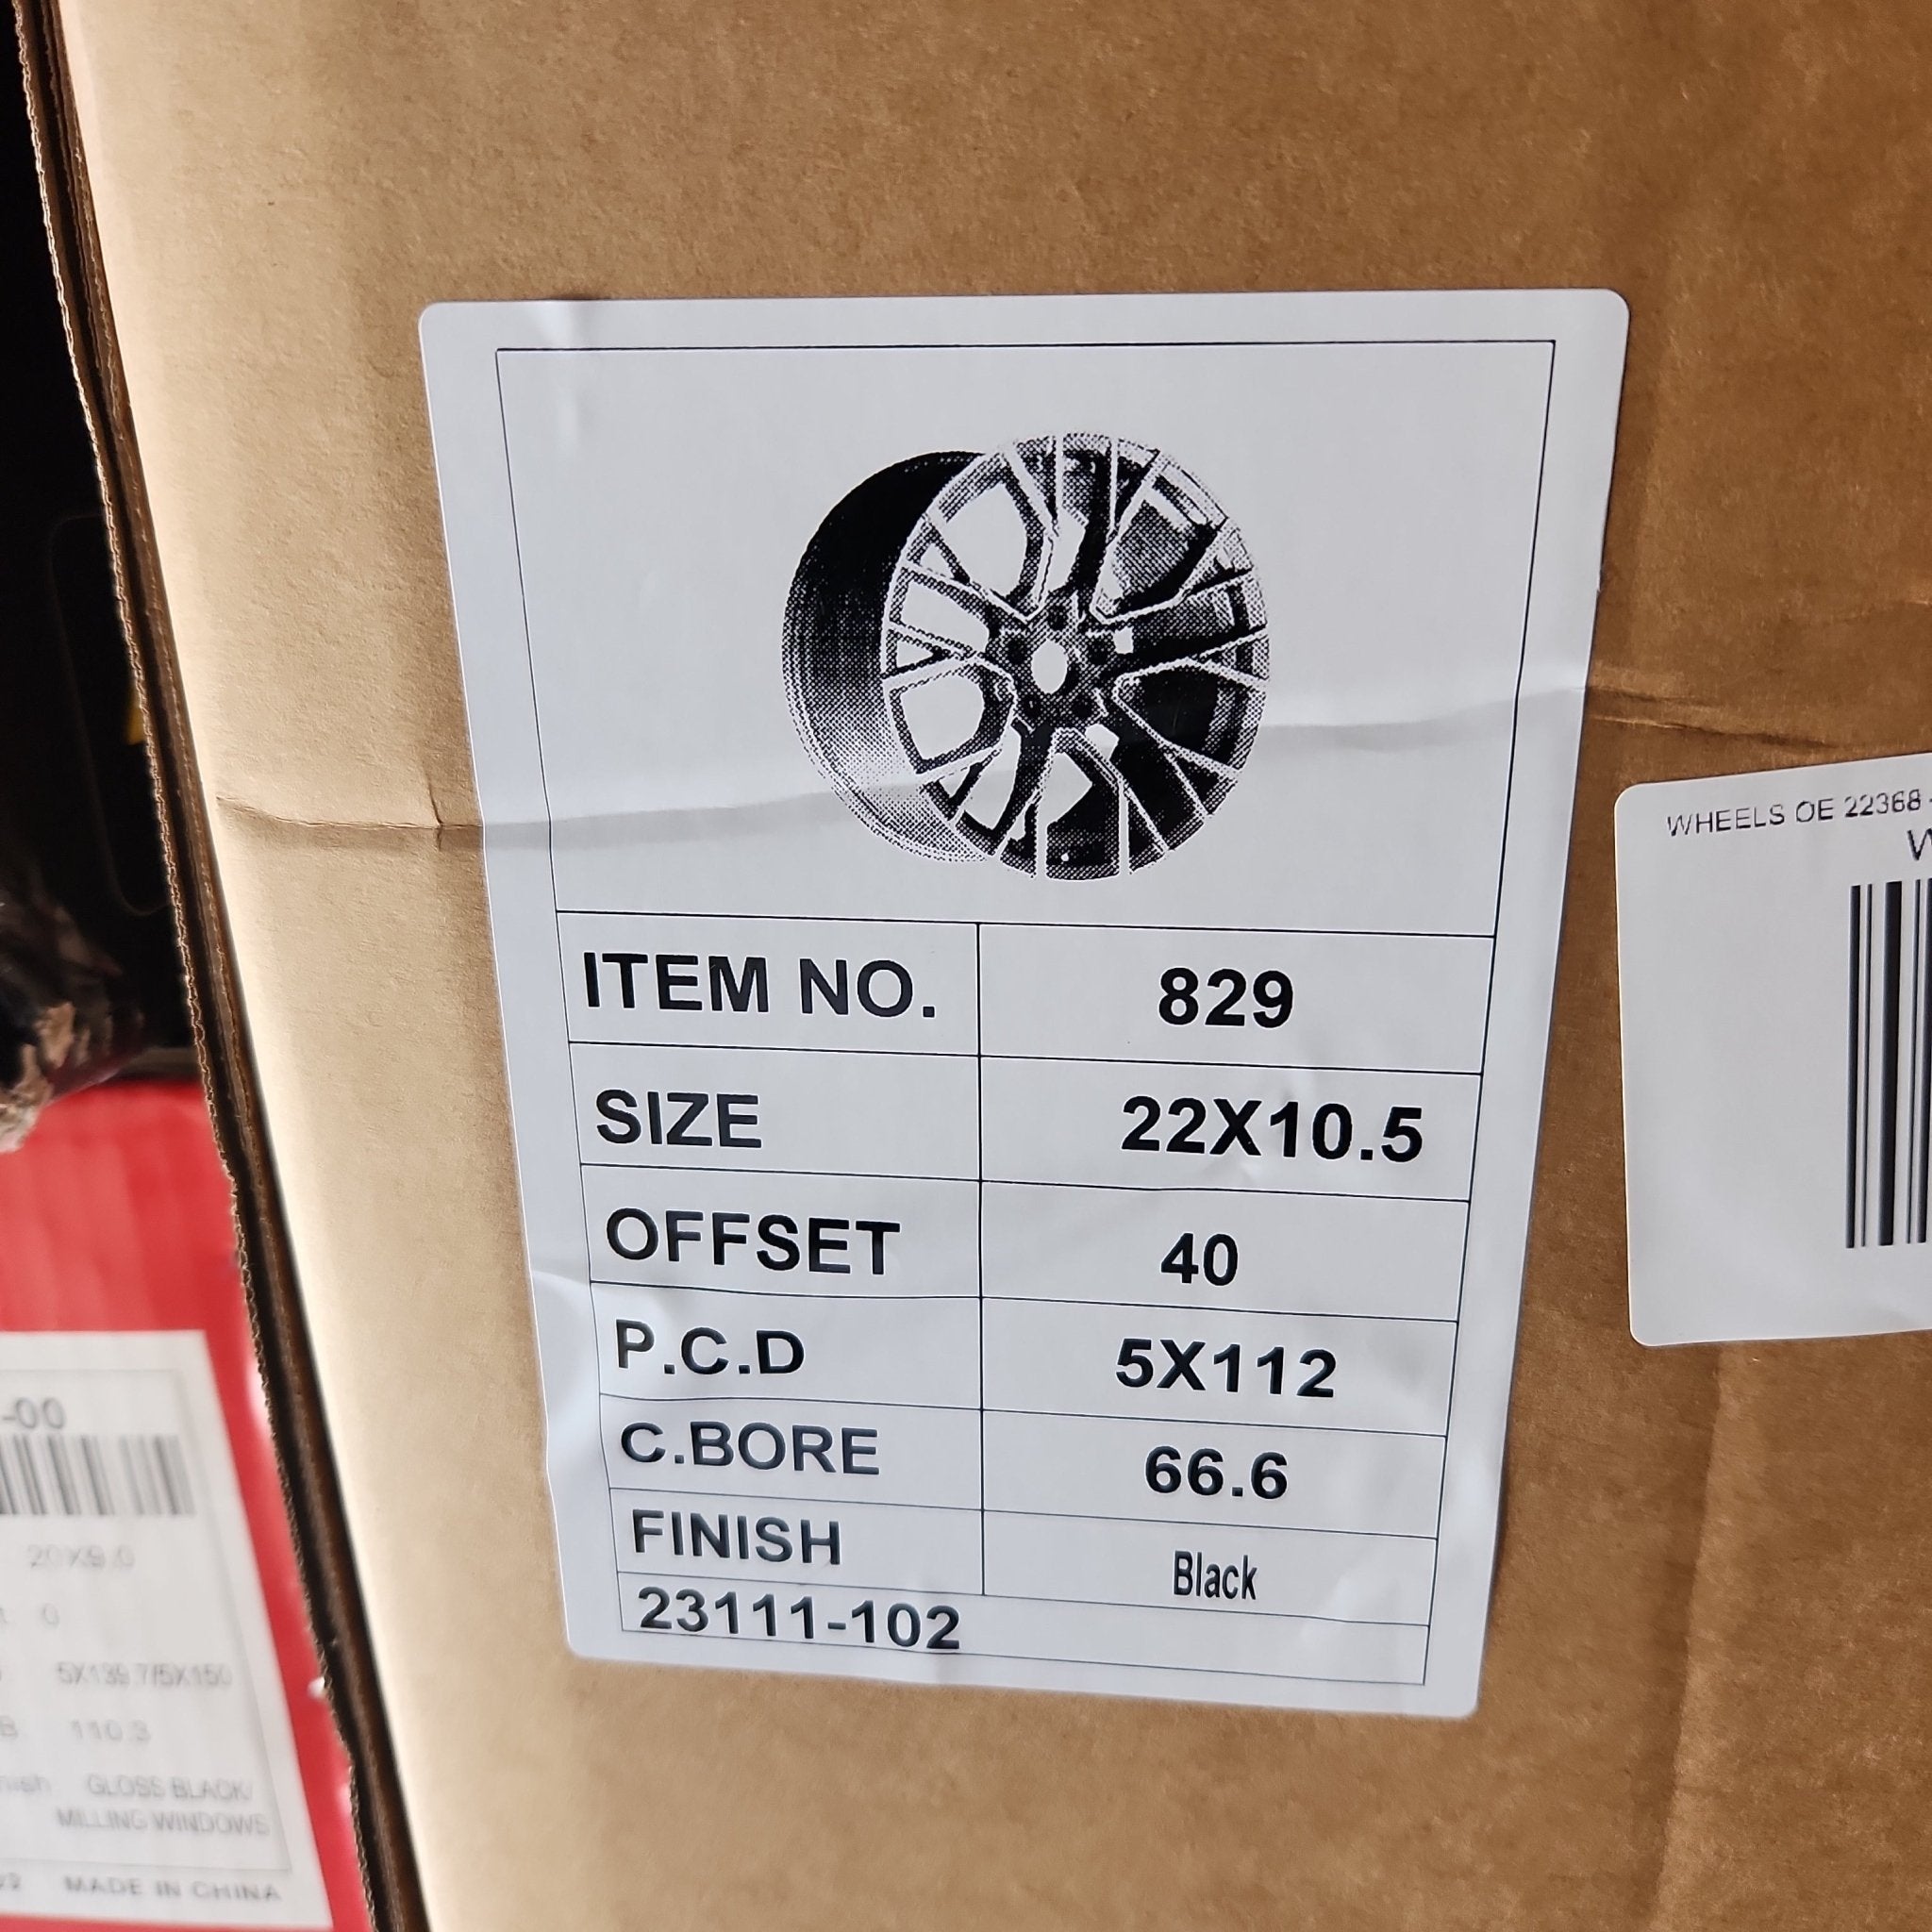 ITEM NO. 829
SIZE 22X10.5
OFFSET 40
P.C.D 5X112
C.BORE 66.6
FINISH Black
23111-102
WHEELS OE 22368
-00
20X9.0
0
5X139.7/5X150
110.3
GLOSS BLACK/
MILLING WINDOWS
MADE IN CHINA